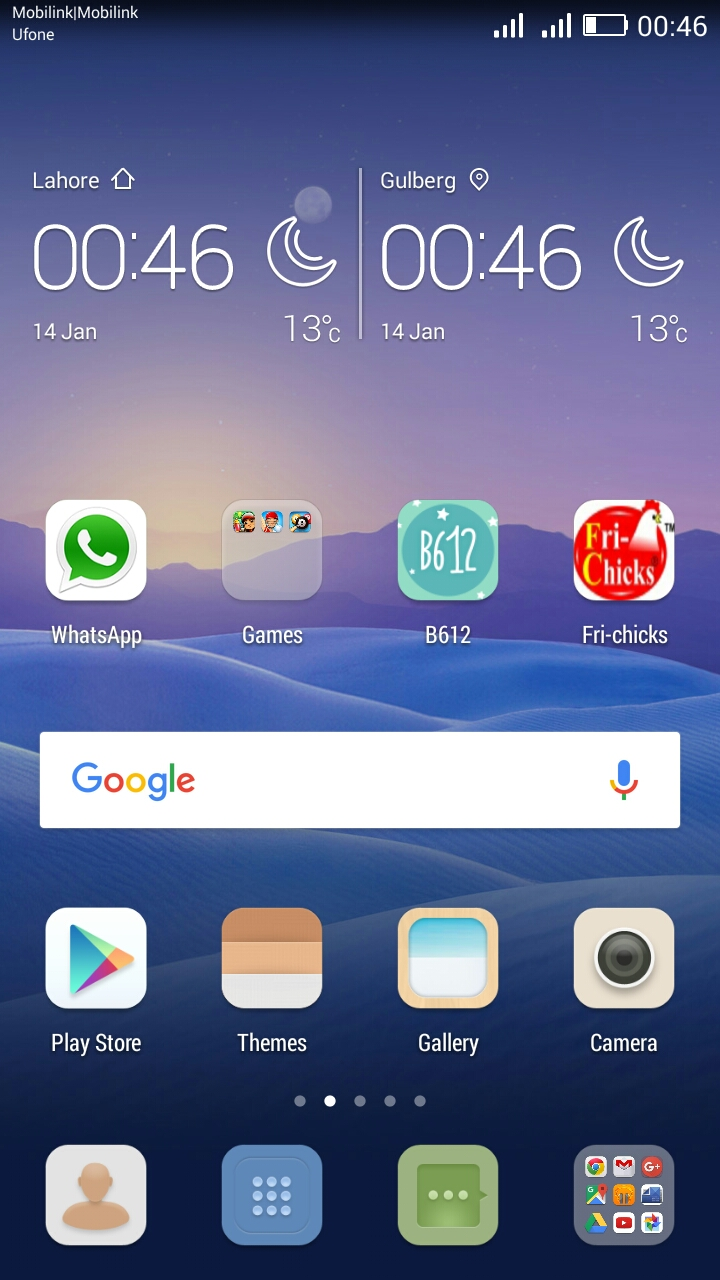 Mobilink|Mobilink
Ufone
00:46
Lahore
Gulberg
00:46
00:46
14 Jan
13°C
14 Jan
13°C
B612
Fri-
Chicks
TM
WhatsApp
Games
B612
Fri-chicks
Google
Play Store
Themes
Gallery
Camera
G+